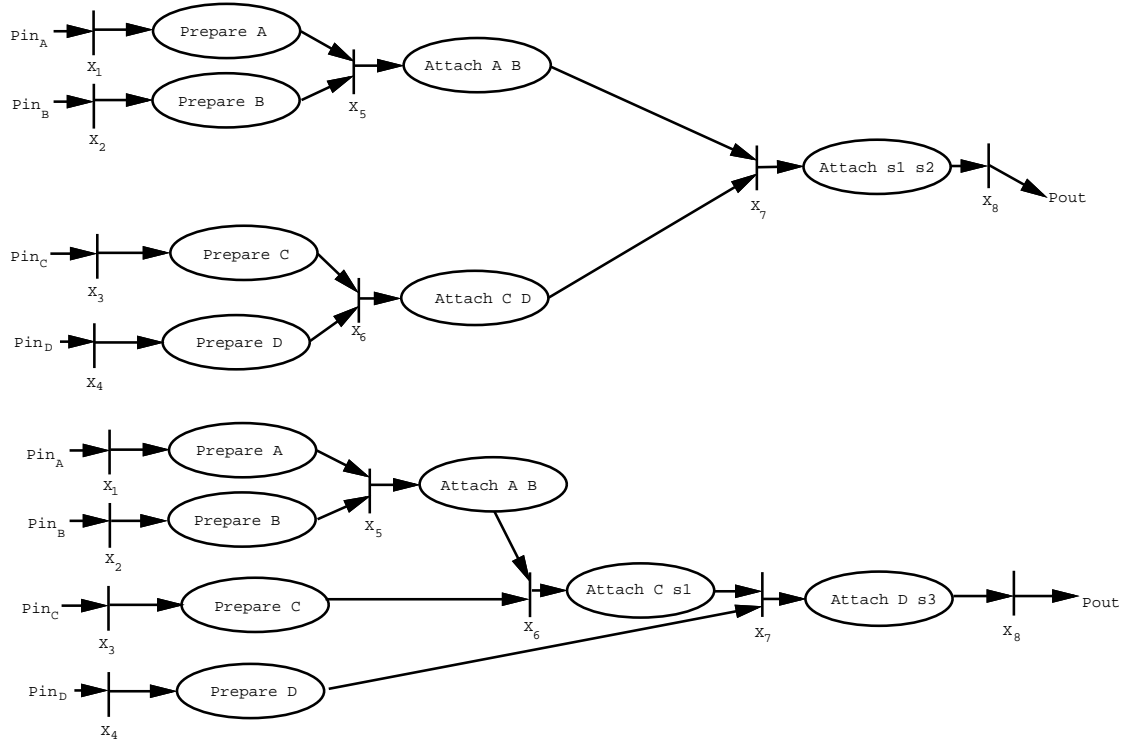 Pin_A
Prepare A
X_1
Attach A B
Pin_B
Prepare B
X_5
X_2
Attach s1 s2
X_7
X_8
Pout
Pin_C
Prepare C
X_3
Attach C D
Pin_D
Prepare D
X_6
X_4
Pin_A
Prepare A
X_1
Attach A B
Pin_B
Prepare B
X_5
X_2
Attach C s1
Pin_C
Prepare C
Attach D s3
Pout
X_6
X_7
X_8
X_3
Pin_D
Prepare D
X_4